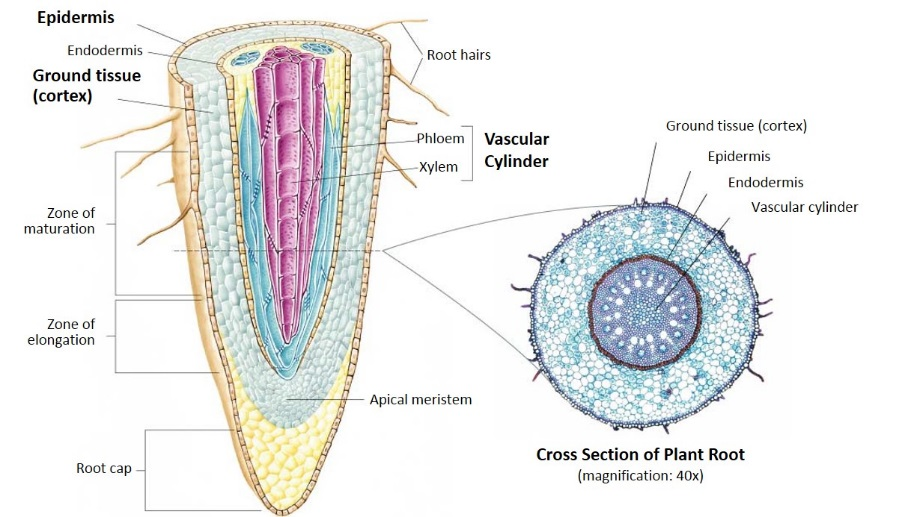 Epidermis
Endodermis
Ground tissue
(cortex)
Root hairs
Phloem
Xylem
Vascular
Cylinder
Zone of
maturation
Zone of
elongation
Apical meristem
Root cap
Ground tissue (cortex)
Epidermis
Endodermis
Vascular cylinder
Cross Section of Plant Root
(magnification: 40x)